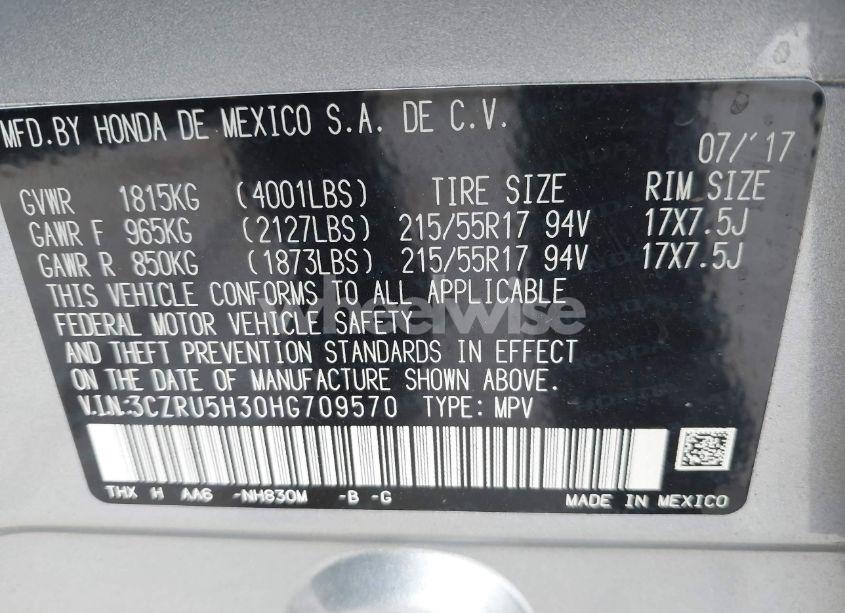 MFD.BY HONDA DE MEXICO S.A. DE C.V.
07/'17
GVWR 1815KG (4001LBS) TIRE SIZE RIM SIZE
GAWR F 965KG (2127LBS) 215/55R17 94V 17X7.5J
GAWR R 850KG (1873LBS) 215/55R17 94V 17X7.5J
THIS VEHICLE CONFORMS TO ALL APPLICABLE
FEDERAL MOTOR VEHICLE SAFETY
wheelwise
AND THEFT PREVENTION STANDARDS IN EFFECT
ON THE DATE OF MANUFACTURE SHOWN ABOVE.
V.I.N.:3CZRU5H30HG709570 TYPE: MPV
THX H AA6 -NH830M -B -G MADE IN MEXICO